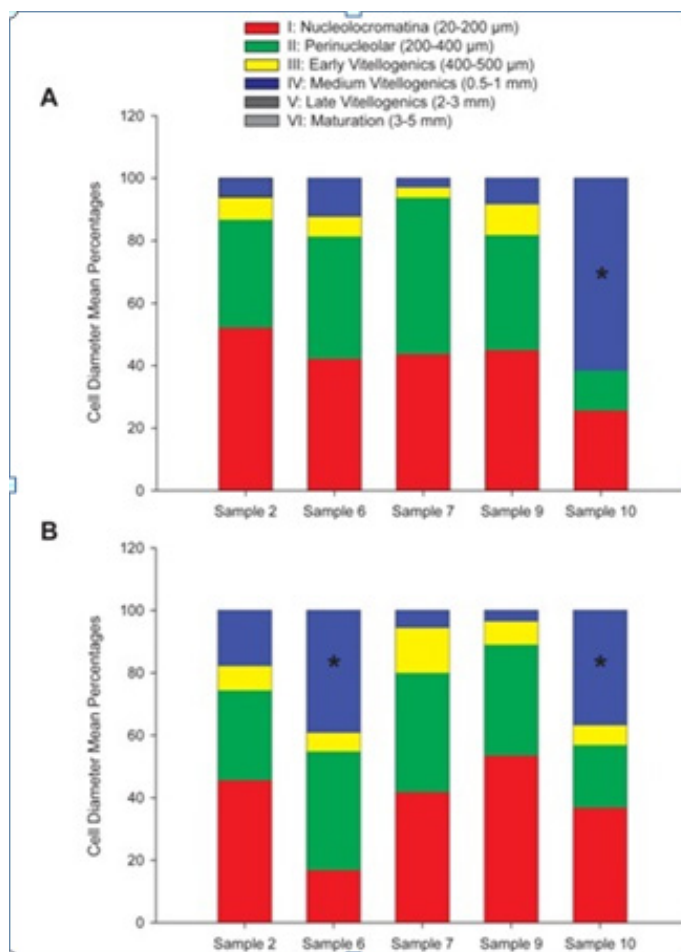 I: Nucleolocromatina (20-200 µm)
II: Perinucleolar (200-400 µm)
III: Early Vitellogenics (400-500 µm)
IV: Medium Vitellogenics (0.5-1 mm)
V: Late Vitellogenics (2-3 mm)
VI: Maturation (3-5 mm)
A
120
100
80
60
40
20
0
Cell Diameter Mean Percentages
*
Sample 2 Sample 6 Sample 7 Sample 9 Sample 10
B
120
100
80
60
40
20
0
Cell Diameter Mean Percentages
* *
Sample 2 Sample 6 Sample 7 Sample 9 Sample 10